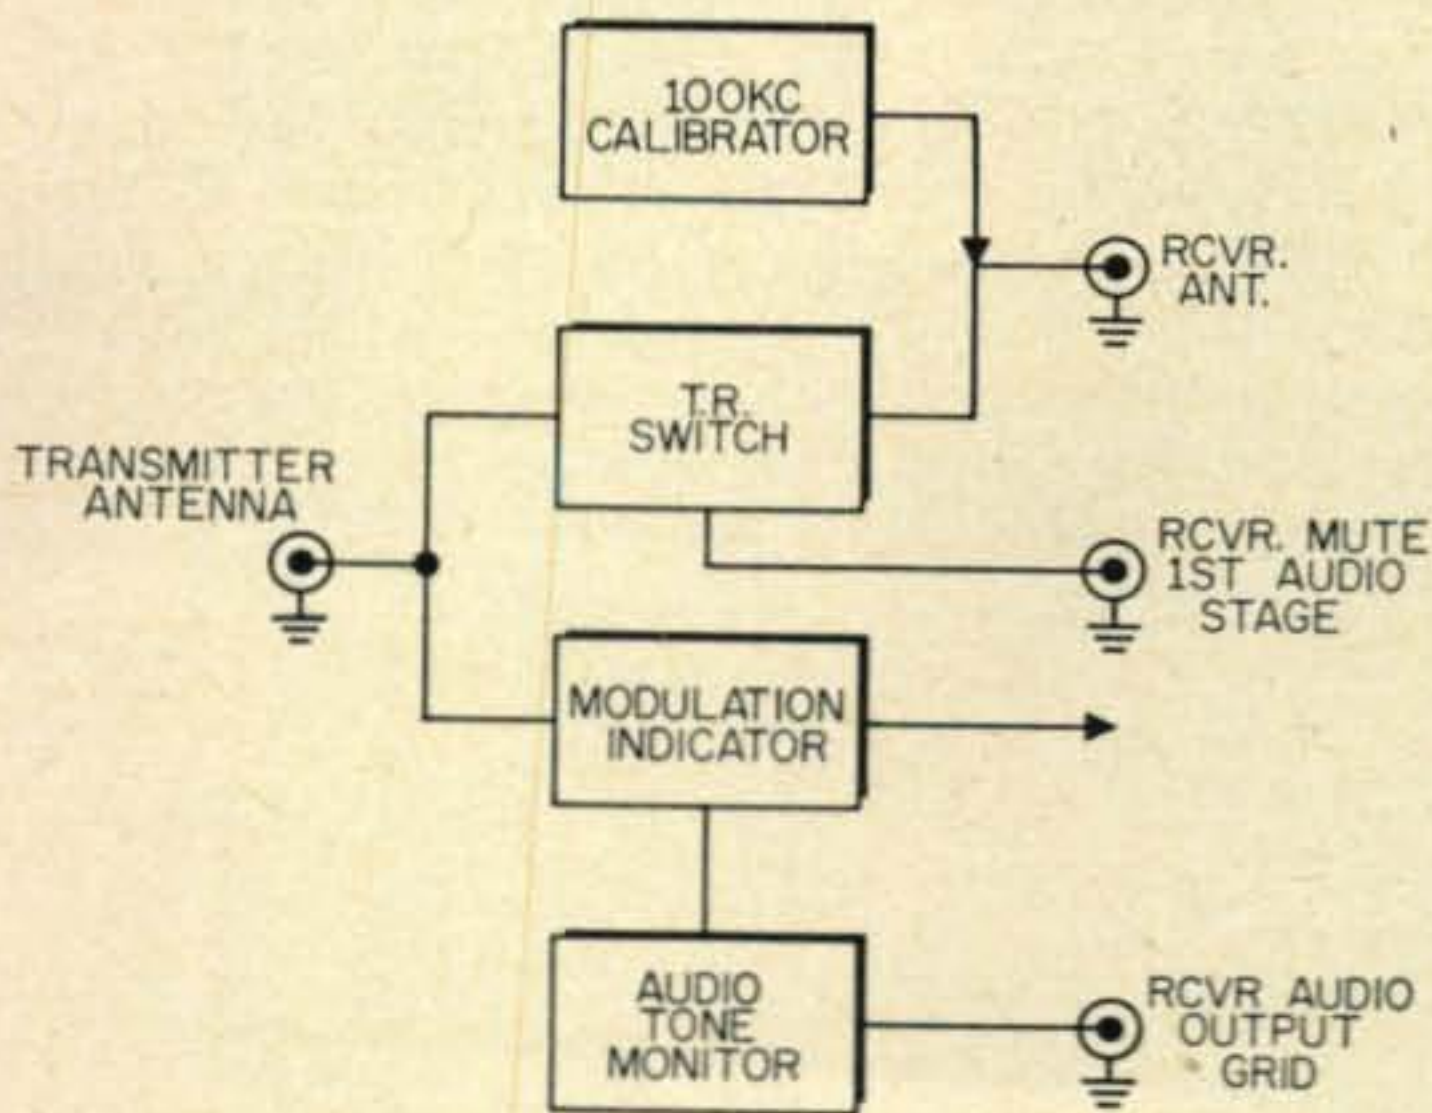 100KC
CALIBRATOR
RCVR.
ANT.
T.R.
SWITCH
TRANSMITTER
ANTENNA
RCVR. MUTE
1ST AUDIO
STAGE
MODULATION
INDICATOR
AUDIO
TONE
MONITOR
RCVR AUDIO
OUTPUT
GRID